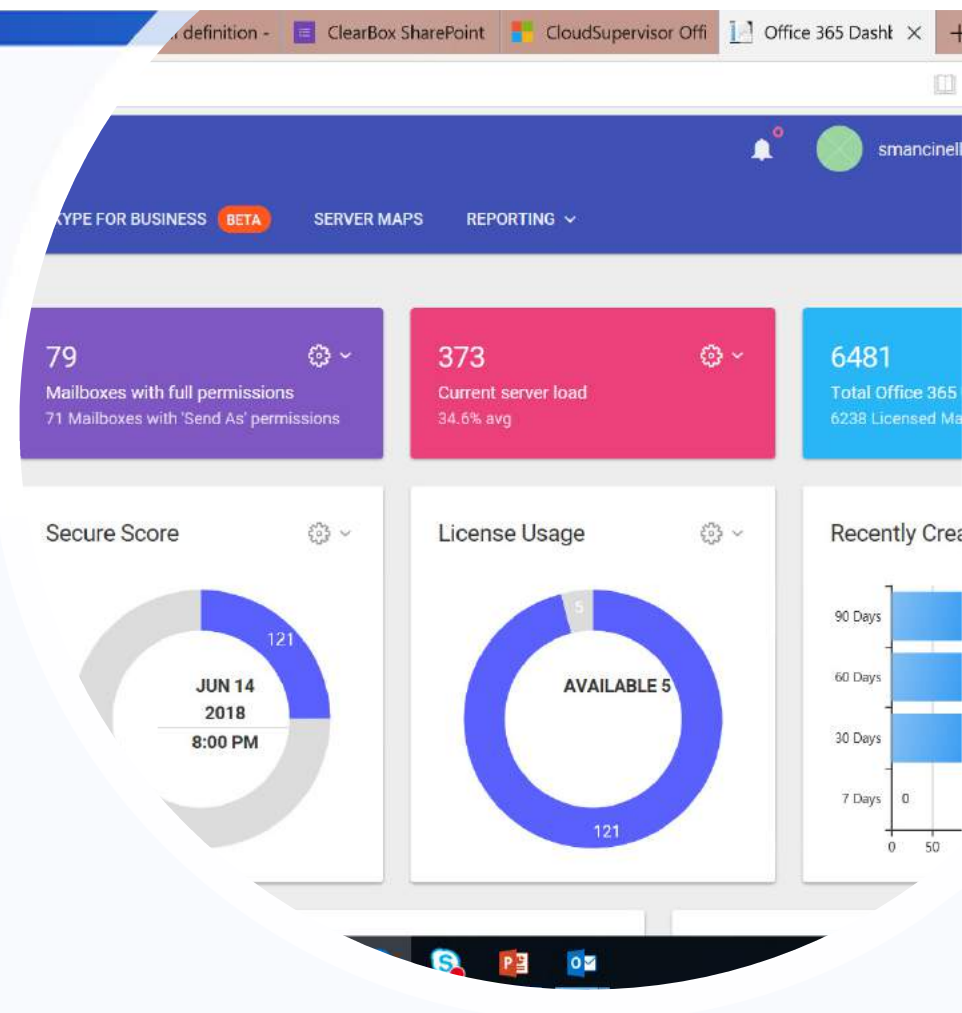 definition -
ClearBox SharePoint
CloudSupervisor Offi
Office 365 Dasht
smancinell
KYPE FOR BUSINESS
BETA
SERVER MAPS
REPORTING
79
Mailboxes with full permissions
71 Mailboxes with 'Send As' permissions
373
Current server load
34.6% avg
6481
Total Office 365
6238 Licensed Ma
Secure Score
121
JUN 14
2018
8:00 PM
License Usage
5
AVAILABLE 5
121
Recently Crea
90 Days
60 Days
30 Days
7 Days 0
0 50